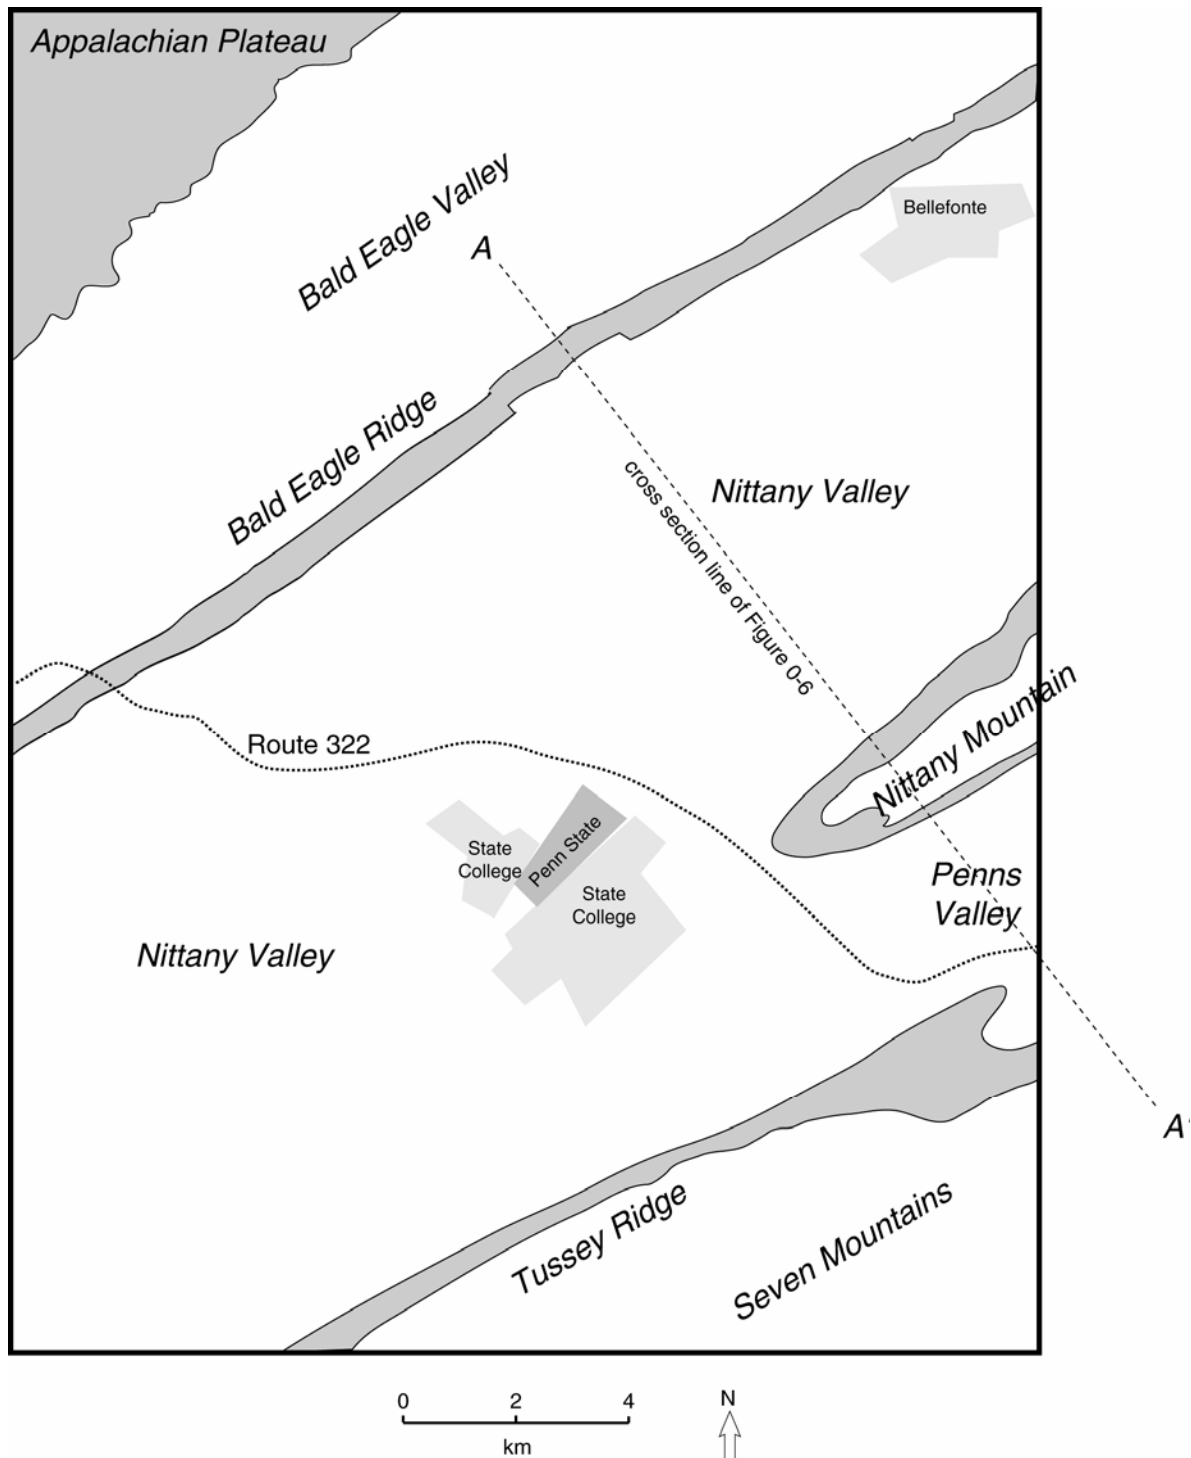 Appalachian Plateau
Bald Eagle Valley
Bellefonte
A
Bald Eagle Ridge
Nittany Valley
cross section line of Figure 0-6
Nittany Mountain
Route 322
Penn State
State
College
State
College
Penns
Valley
Nittany Valley
A'
Tussey Ridge
Seven Mountains
0 2 4
km
N